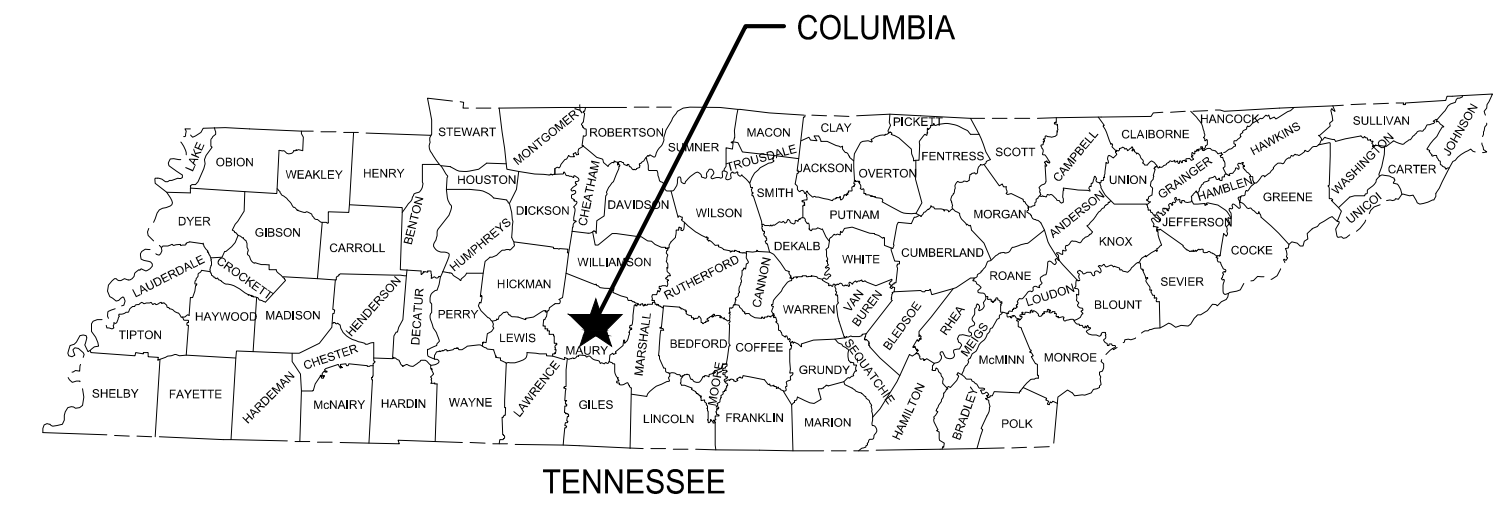 COLUMBIA
STEWART
MONTGOMERY
ROBERTSON
SUMNER
MACON
CLAY
PICKETT
FENTRESS
SCOTT
CAMPBELL
CLAIBORNE
HANCOCK
HAWKINS
SULLIVAN
JOHNSON
LAKE
OBION
WEAKLEY
HENRY
HOUSTON
CHEATHAM
TROUSDALE
JACKSON
OVERTON
UNION
GRAINGER
HAMBLEN
WASHINGTON
CARTER
UNICOI
GREENE
DYER
GIBSON
CARROLL
BENTON
HUMPHREYS
DICKSON
DAVIDSON
WILSON
SMITH
PUTNAM
MORGAN
ANDERSON
KNOX
JEFFERSON
COCKE
LAUDERDALE
CROCKETT
WILLIAMSON
RUTHERFORD
CANNON
DEKALB
WHITE
CUMBERLAND
ROANE
LOUDON
BLOUNT
SEVIER
TIPTON
HAYWOOD
MADISON
HENDERSON
DECATUR
PERRY
HICKMAN
LEWIS
MAURY
MARSHALL
BEDFORD
COFFEE
WARREN
VAN
BUREN
BLEDSOE
RHEA
MEIGS
McMINN
MONROE
SHELBY
FAYETTE
HARDEMAN
CHESTER
McNAIRY
HARDIN
WAYNE
LAWRENCE
GILES
LINCOLN
MOORE
FRANKLIN
GRUNDY
SEQUATCHIE
MARION
HAMILTON
BRADLEY
POLK
TENNESSEE